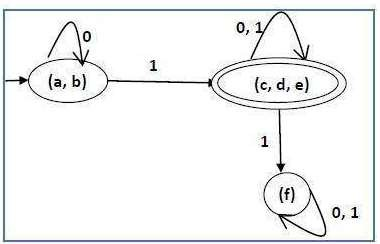 0
0, 1
(a, b)
1
(c, d, e)
1
(f)
0, 1